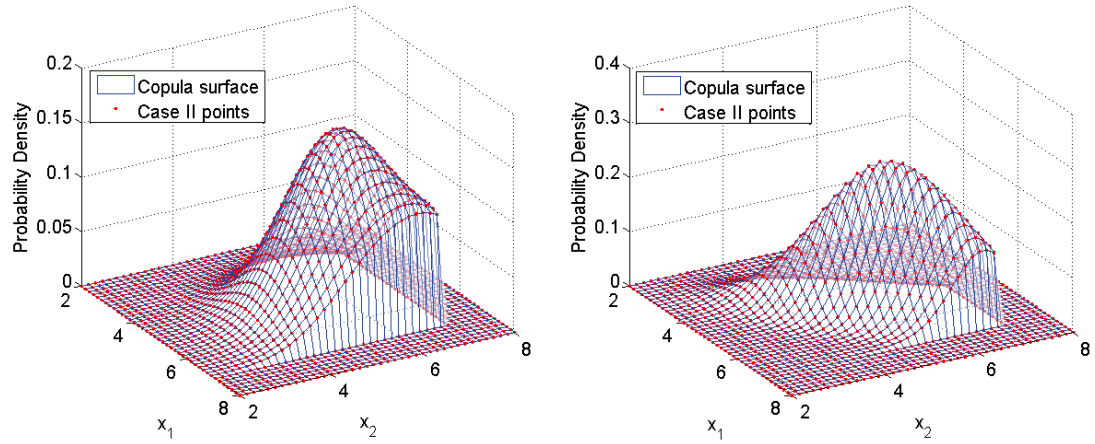 0.2
0.15
0.1
0.05
0
Probability Density
Copula surface
Case II points
2
4
6
8
x1
2
4
6
8
x2
0.4
0.3
0.2
0.1
0
Probability Density
Copula surface
Case II points
2
4
6
8
x1
2
4
6
8
x2